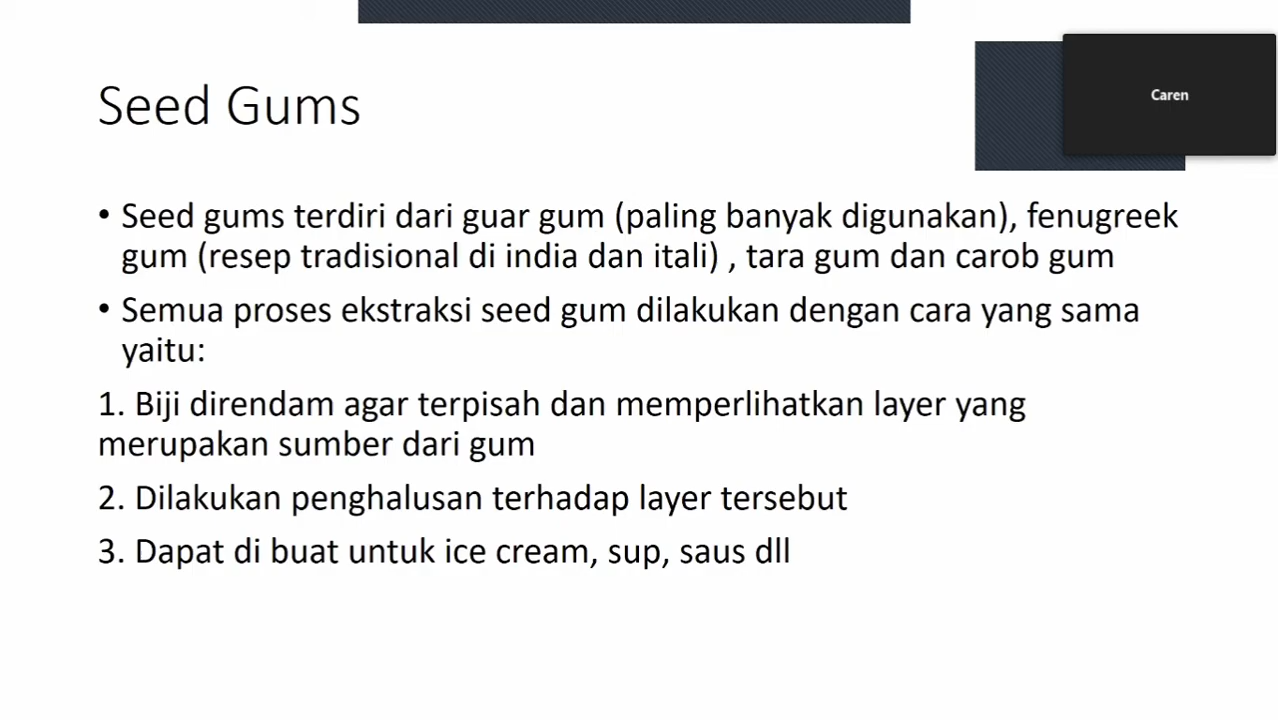 Seed Gums
Caren
• Seed gums terdiri dari guar gum (paling banyak digunakan), fenugreek
gum (resep tradisional di india dan itali) , tara gum dan carob gum
• Semua proses ekstraksi seed gum dilakukan dengan cara yang sama
yaitu:
1. Biji direndam agar terpisah dan memperlihatkan layer yang
merupakan sumber dari gum
2. Dilakukan penghalusan terhadap layer tersebut
3. Dapat di buat untuk ice cream, sup, saus dll